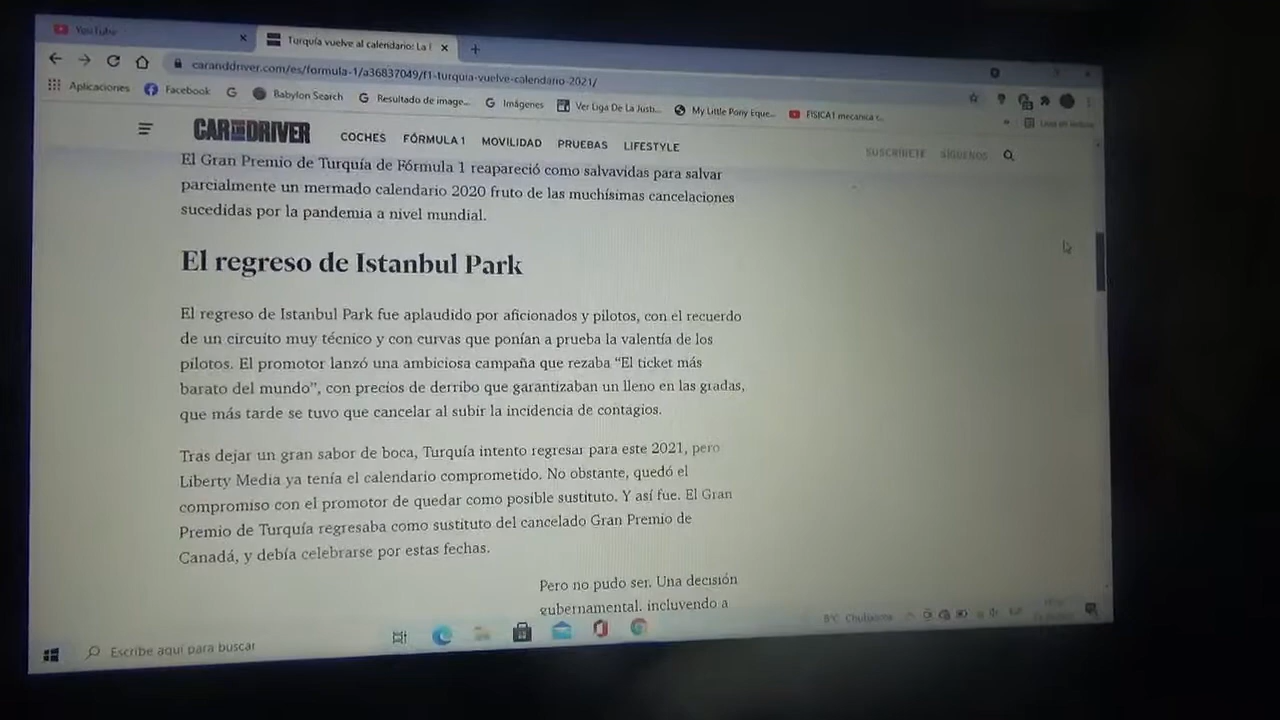 YouTube
Turquía vuelve al calendario: La
caranddriver.com/es/formula-1/a36837049/f1-turquia-vuelve-calendario-2021/
Aplicaciones Facebook Babylon Search Resultado de image... Imágenes Ver Liga De La Justi... My Little Pony Eque... FISICA1 mecanica
CAR AND DRIVER COCHES FÓRMULA 1 MOVILIDAD PRUEBAS LIFESTYLE SUSCRÍBETE SÍGUENOS
El Gran Premio de Turquía de Fórmula 1 reapareció como salvavidas para salvar
parcialmente un mermado calendario 2020 fruto de las muchísimas cancelaciones
sucedidas por la pandemia a nivel mundial.
El regreso de Istanbul Park
El regreso de Istanbul Park fue aplaudido por aficionados y pilotos, con el recuerdo
de un circuito muy técnico y con curvas que ponían a prueba la valentía de los
pilotos. El promotor lanzó una ambiciosa campaña que rezaba “El ticket más
barato del mundo”, con precios de derribo que garantizaban un lleno en las gradas,
que más tarde se tuvo que cancelar al subir la incidencia de contagios.
Tras dejar un gran sabor de boca, Turquía intento regresar para este 2021, pero
Liberty Media ya tenía el calendario comprometido. No obstante, quedó el
compromiso con el promotor de quedar como posible sustituto. Y así fue. El Gran
Premio de Turquía regresaba como sustituto del cancelado Gran Premio de
Canadá, y debía celebrarse por estas fechas.
Pero no pudo ser. Una decisión
gubernamental, incluyendo a
Escribe aquí para buscar 8°C Chubascos